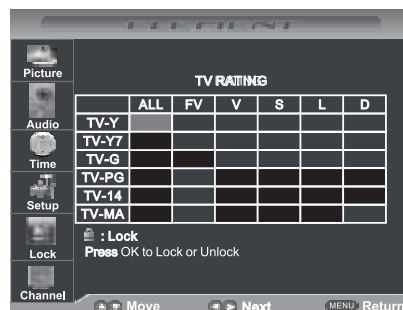 ELEMENT
Picture
Audio
Time
Setup
Lock
Channel
TV RATING
ALL FV V S L D
TV-Y
TV-Y7
TV-G
TV-PG
TV-14
TV-MA
: Lock
Press OK to Lock or Unlock
Move Next MENU Return